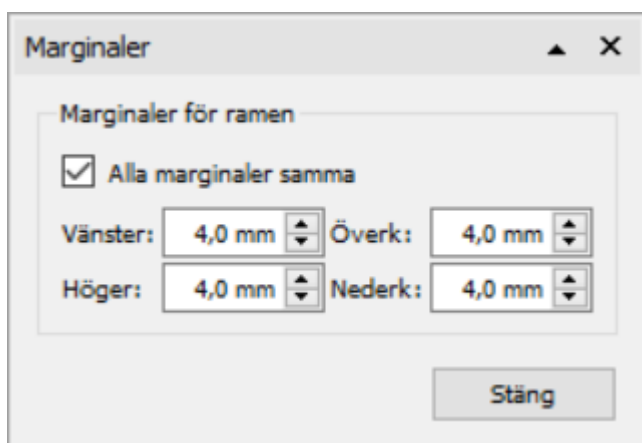 Marginaler
Marginaler för ramen
Alla marginaler samma
Vänster: 4,0 mm Överk: 4,0 mm
Höger: 4,0 mm Nederk: 4,0 mm
Stäng